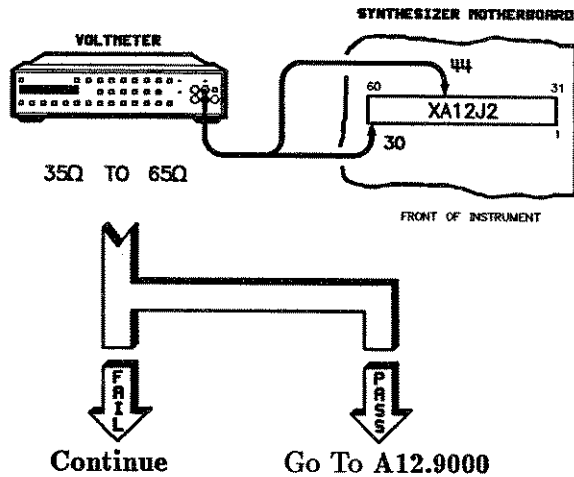 SYNTHESIZER MOTHERBOARD
VOLTMETER
44
60
31
XA12J2
30
1
35Ω TO 65Ω
FRONT OF INSTRUMENT
FAIL
PASS
Continue
Go To A12.9000